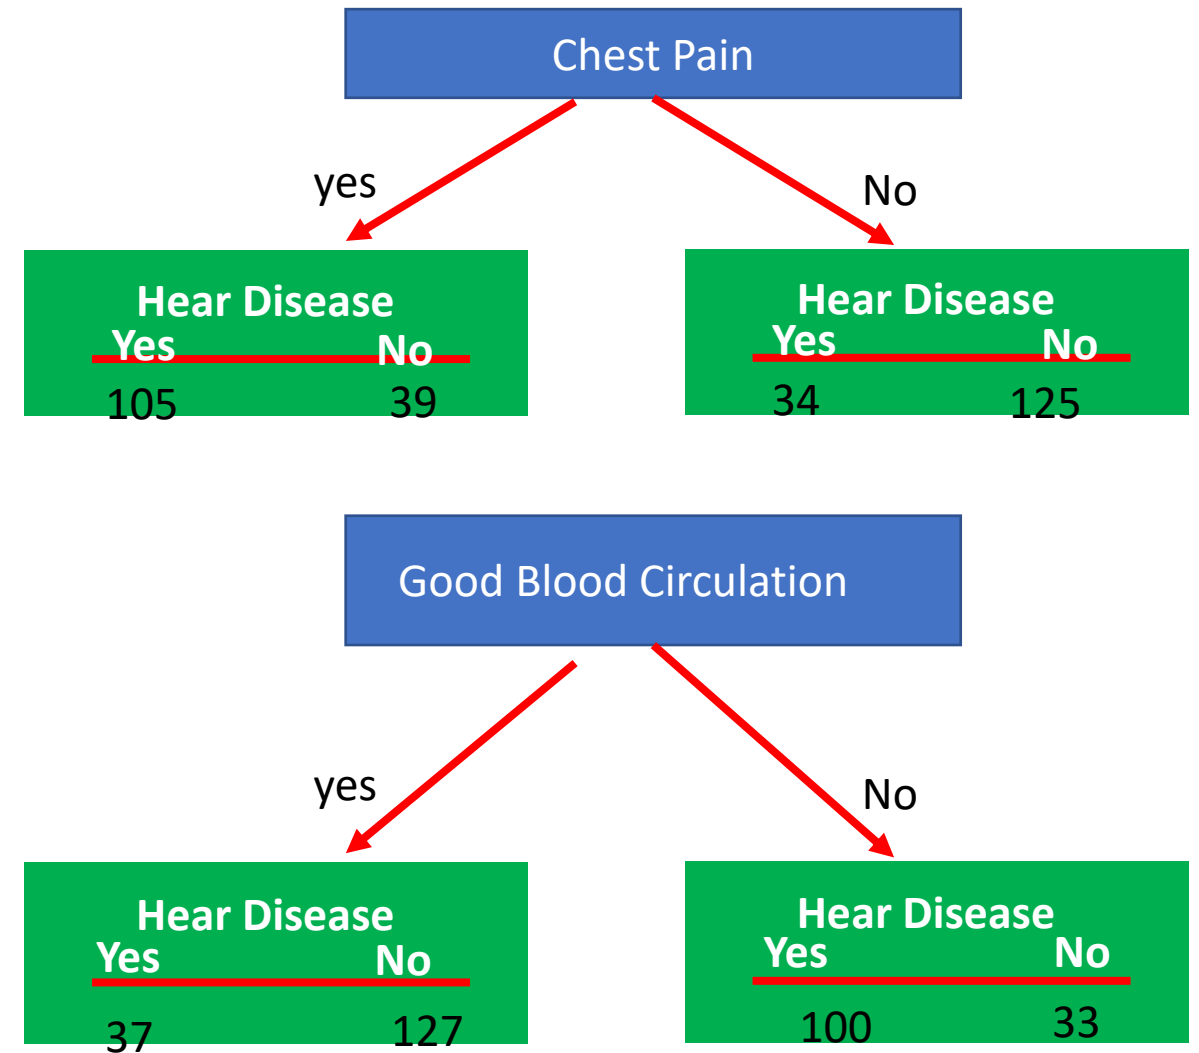 Chest Pain
yes
No
Hear Disease
Yes No
105 39
Hear Disease
Yes No
34 125
Good Blood Circulation
yes
No
Hear Disease
Yes No
37 127
Hear Disease
Yes No
100 33